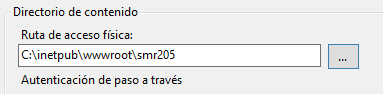 Directorio de contenido
Ruta de acceso física:
C:\inetpub\wwwroot\smr205
...
Autenticación de paso a través